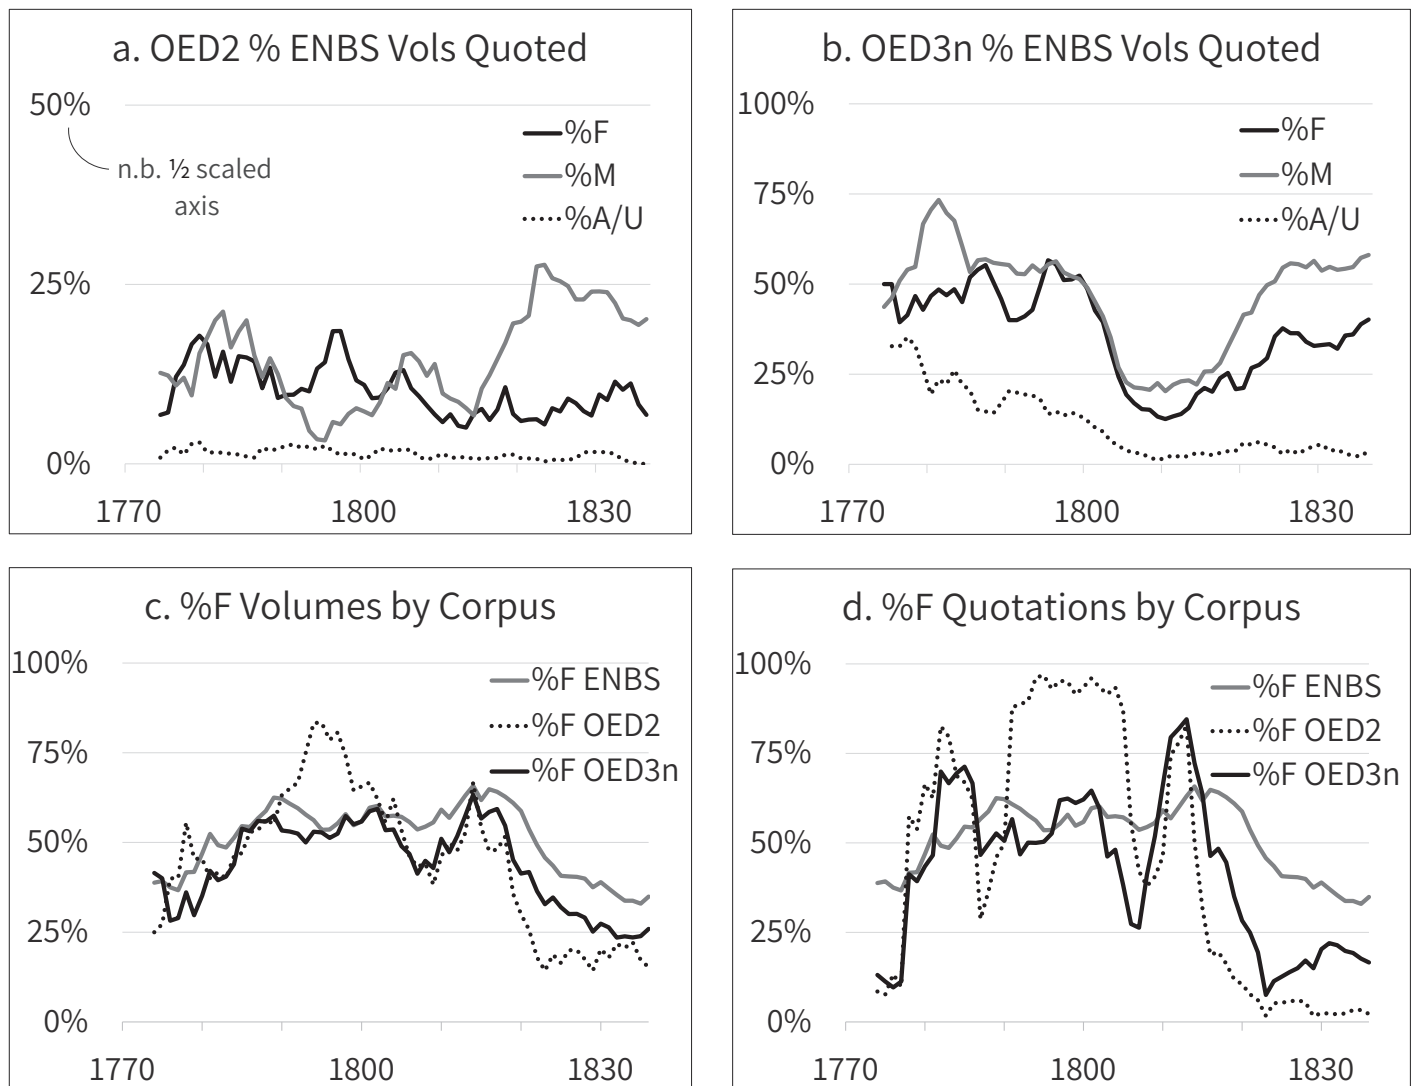 a. OED2 % ENBS Vols Quoted
50%
%F
n.b. ½ scaled
axis
%M
%A/U
25%
0%
1770 1800 1830
b. OED3n % ENBS Vols Quoted
100%
%F
%M
75%
%A/U
50%
25%
0%
1770 1800 1830
c. %F Volumes by Corpus
100%
%F ENBS
%F OED2
75%
%F OED3n
50%
25%
0%
1770 1800 1830
d. %F Quotations by Corpus
100%
%F ENBS
%F OED2
75%
%F OED3n
50%
25%
0%
1770 1800 1830